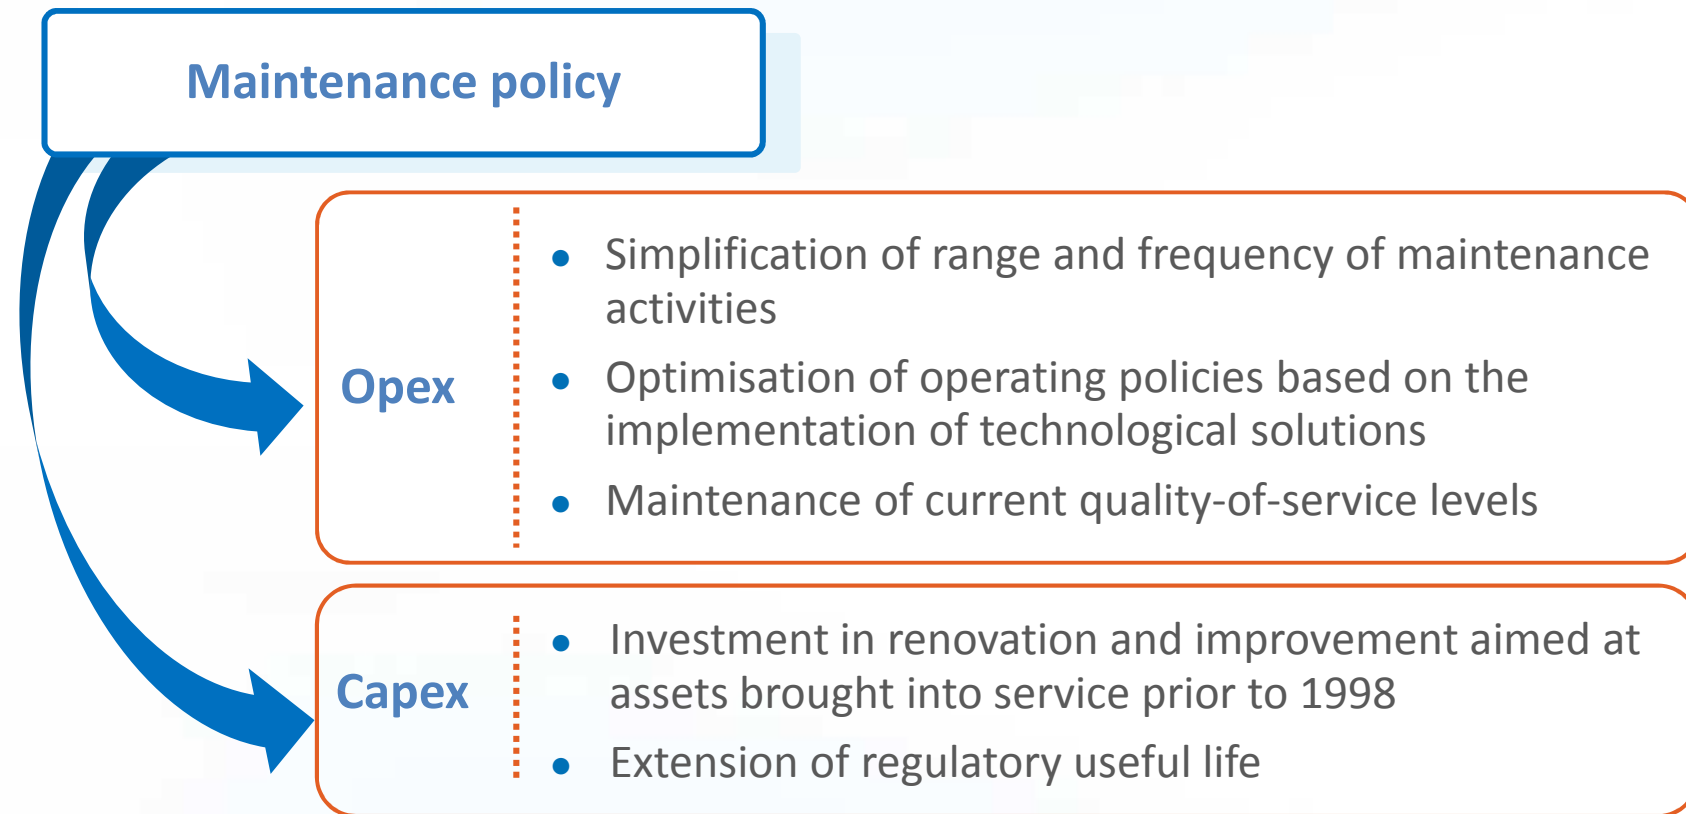 Maintenance policy
Opex
● Simplification of range and frequency of maintenance
activities
● Optimisation of operating policies based on the
implementation of technological solutions
● Maintenance of current quality-of-service levels
Capex
● Investment in renovation and improvement aimed at
assets brought into service prior to 1998
● Extension of regulatory useful life